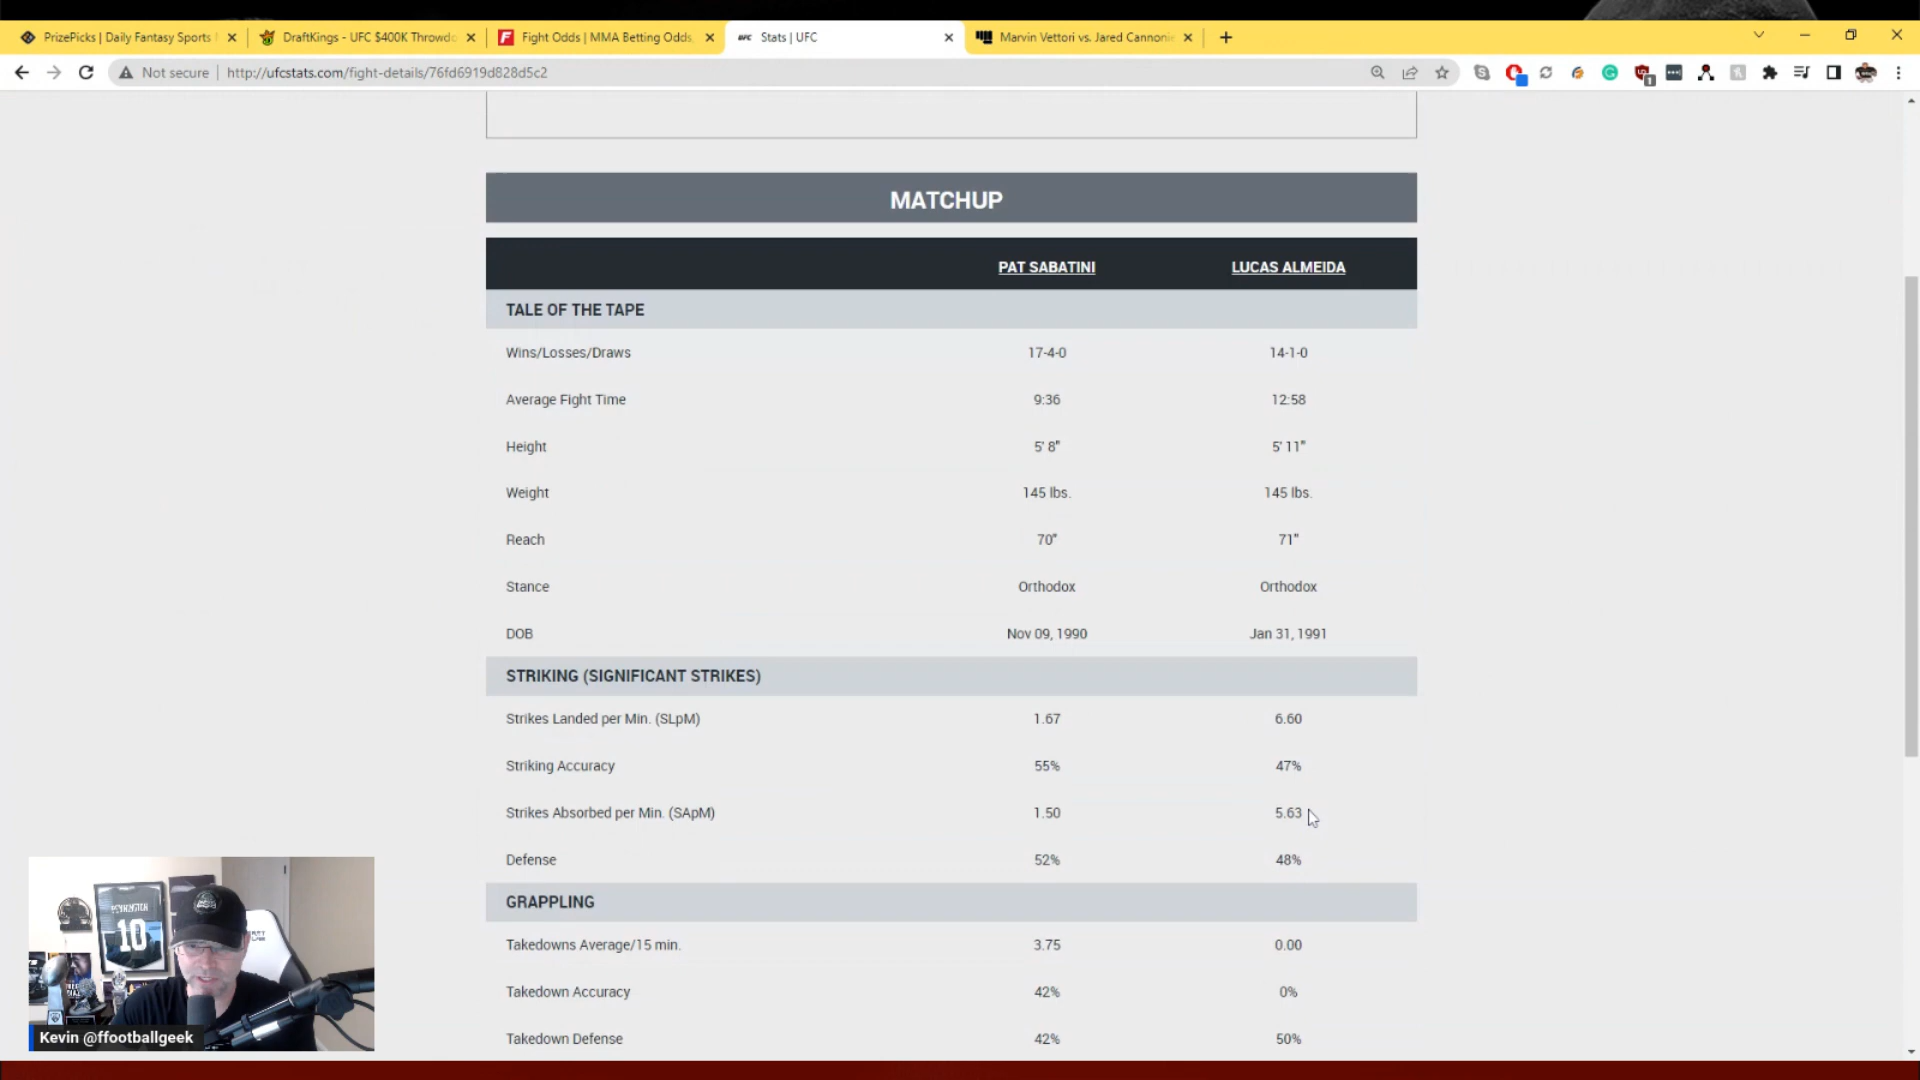 PrizePicks | Daily Fantasy Sports
DraftKings - UFC $400K Throwdo
Fight Odds | MMA Betting Odds,
UFC Stats | UFC
Marvin Vettori vs. Jared Cannonie
Not secure http://ufcstats.com/fight-details/76fd6919d828d5c2
MATCHUP
PAT SABATINI LUCAS ALMEIDA
TALE OF THE TAPE
Wins/Losses/Draws 17-4-0 14-1-0
Average Fight Time 9:36 12:58
Height 5' 8" 5' 11"
Weight 145 lbs. 145 lbs.
Reach 70" 71"
Stance Orthodox Orthodox
DOB Nov 09, 1990 Jan 31, 1991
STRIKING (SIGNIFICANT STRIKES)
Strikes Landed per Min. (SLpM) 1.67 6.60
Striking Accuracy 55% 47%
Strikes Absorbed per Min. (SApM) 1.50 5.63
Defense 52% 48%
GRAPPLING
Takedowns Average/15 min. 3.75 0.00
Takedown Accuracy 42% 0%
Takedown Defense 42% 50%
10
Kevin @ffootballgeek